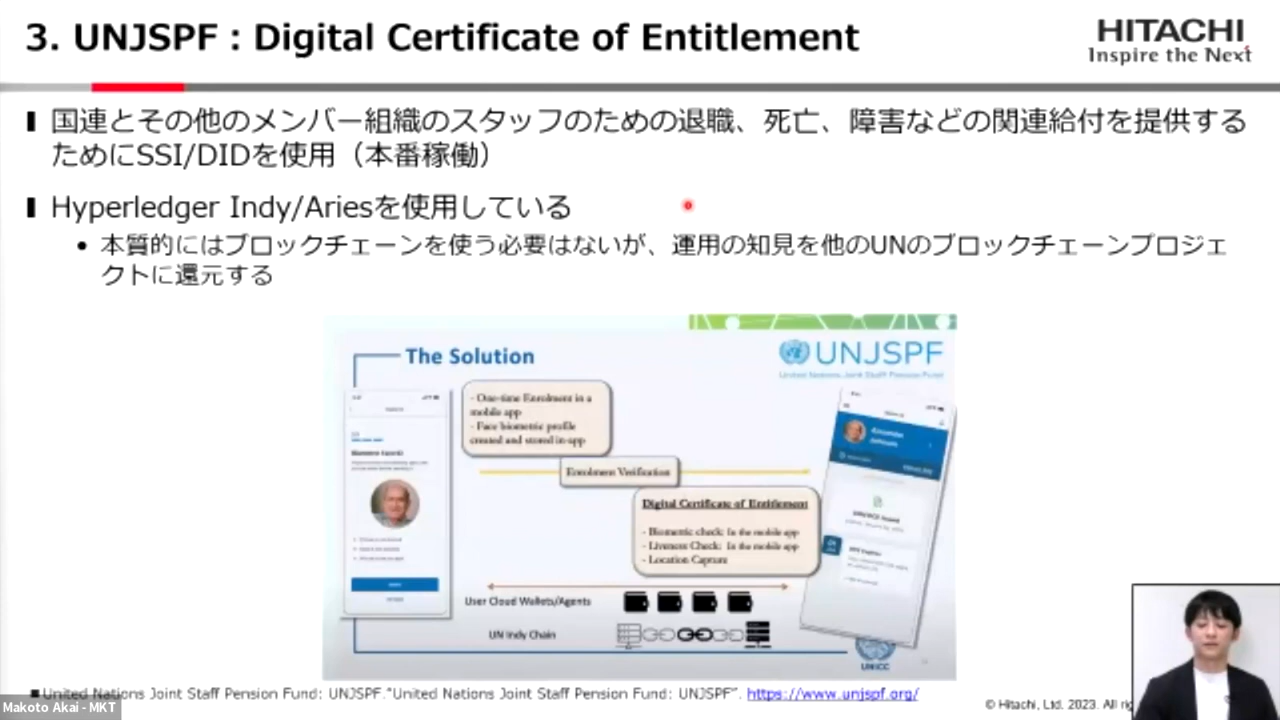 3. UNJSPF : Digital Certificate of Entitlement
HITACHI
Inspire the Next
国連とその他のメンバー組織のスタッフのための退職、死亡、障害などの関連給付を提供する
ためにSSI/DIDを使用（本番稼働）
Hyperledger Indy/Ariesを使用している
• 本質的にはブロックチェーンを使う必要はないが、運用の知見を他のUNのブロックチェーンプロジェ
クトに還元する
The Solution
UNJSPF
United Nations Joint Staff Pension Fund
- One-time Enrolment in a
mobile app
- Face biometric profile
created and stored in-app
Enrolment Verification
Digital Certificate of Entitlement
- Biometric check: In the mobile app
- Liveness Check: In the mobile app
- Location Capture
User Cloud Wallets/Agents
UN Indy Chain
UNICC
United Nations Joint Staff Pension Fund: UNJSPF."United Nations Joint Staff Pension Fund: UNJSPF". https://www.unjspf.org/
© Hitachi, Ltd. 2023. All
Makoto Akai - MKT